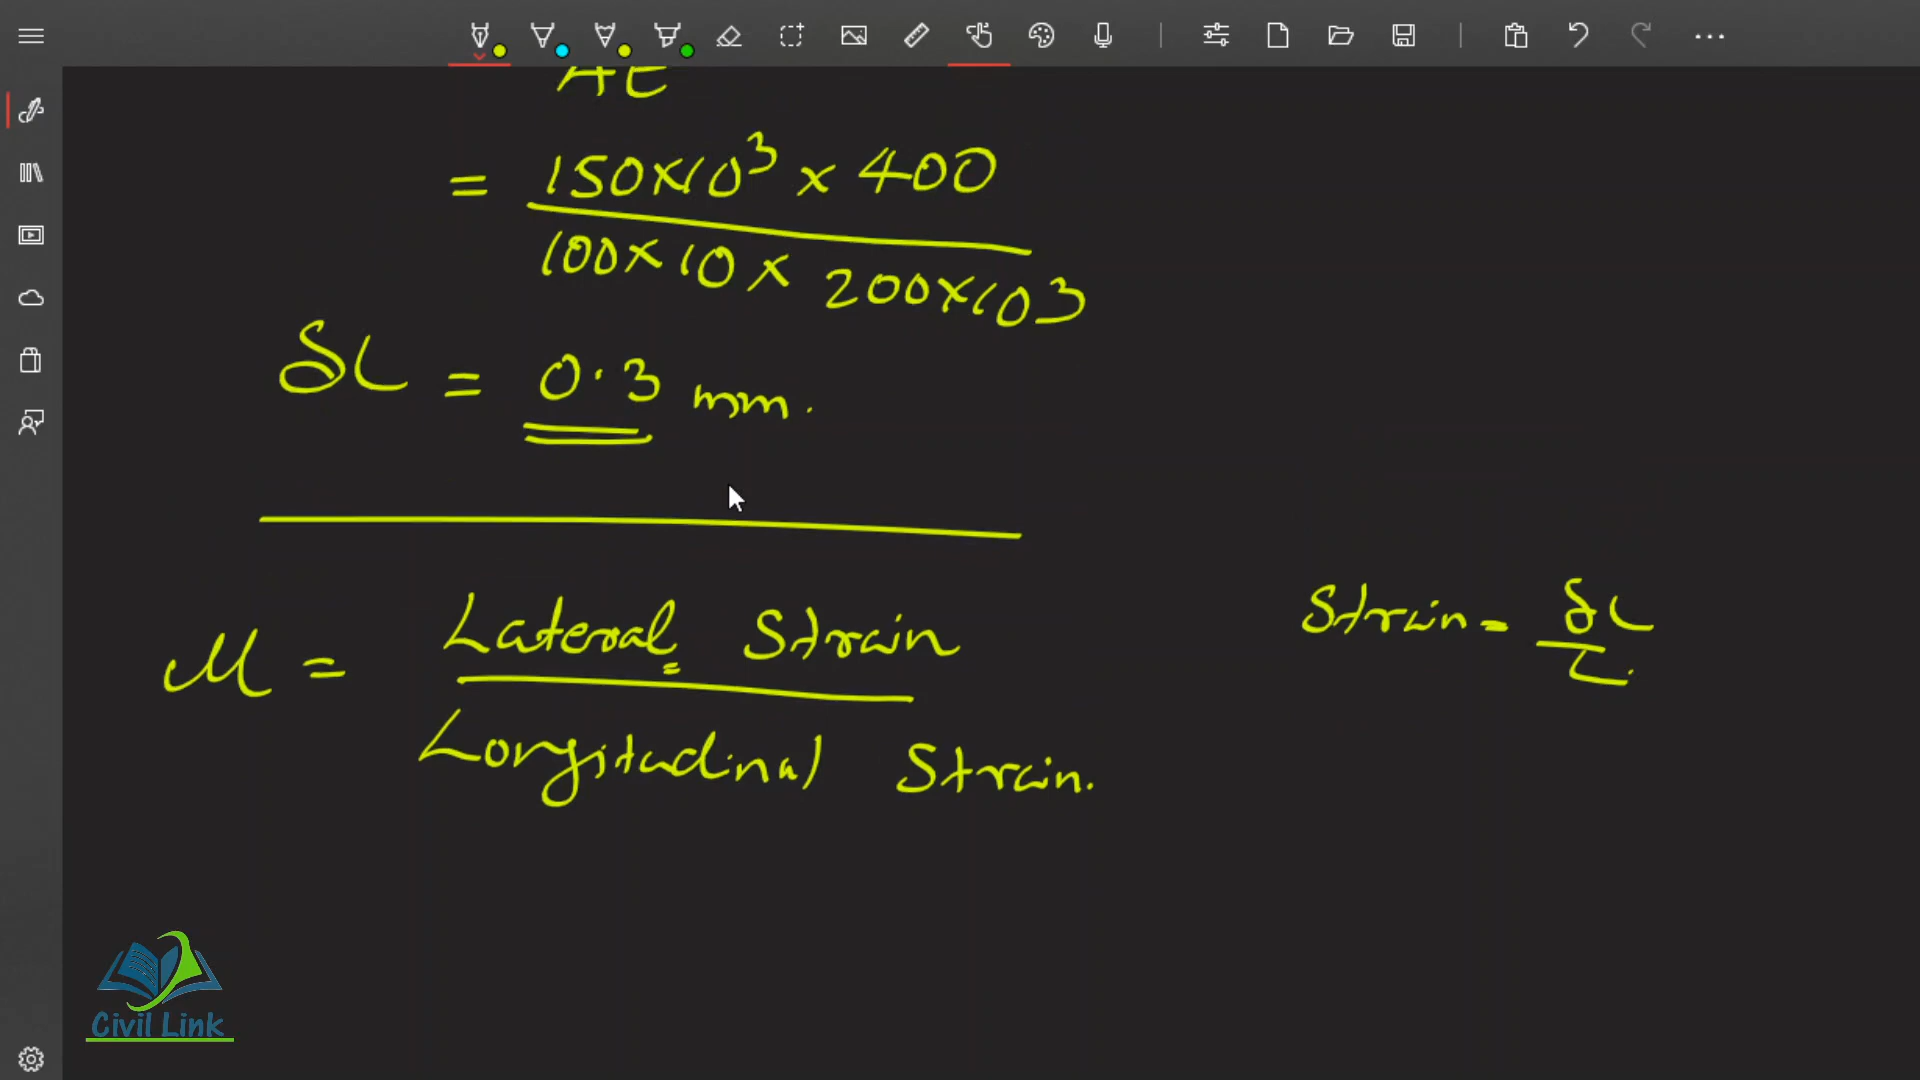 AE
= 150×10³ × 400
100×10 × 200×10³
δL = 0.3 mm.
μ = Lateral Strain
Longitudinal Strain.
Strain = δL
L
Civil Link